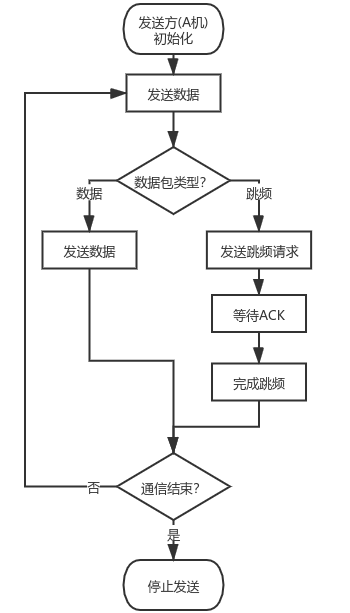 发送方(A机)
初始化
发送数据
数据包类型?
数据
跳频
发送数据
发送跳频请求
等待ACK
完成跳频
通信结束?
否
是
停止发送